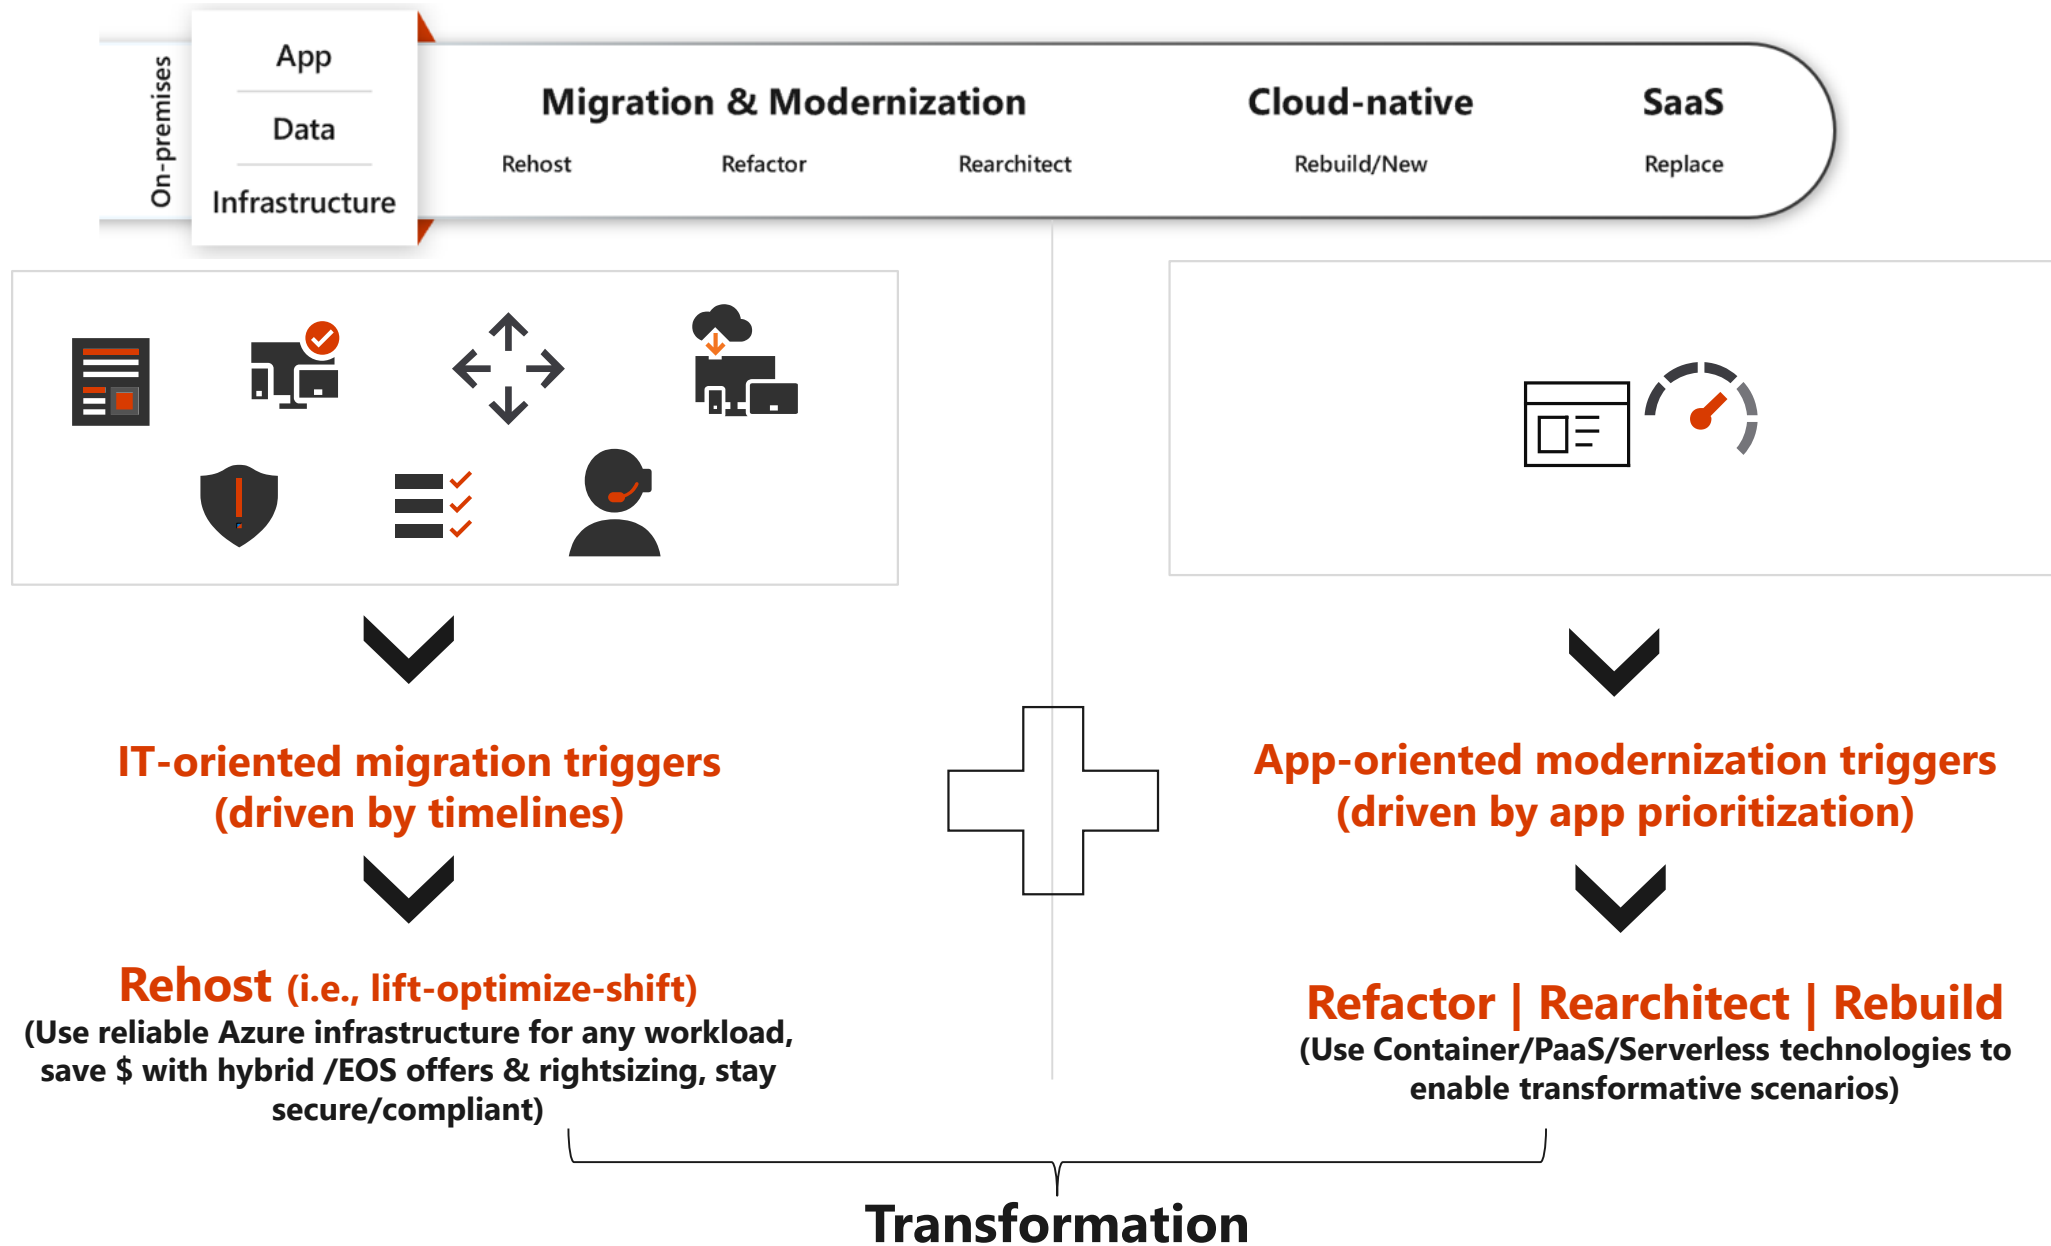 On-premises
App
Data
Infrastructure
Migration & Modernization
Cloud-native
SaaS
Rehost
Refactor
Rearchitect
Rebuild/New
Replace
IT-oriented migration triggers
(driven by timelines)
App-oriented modernization triggers
(driven by app prioritization)
Rehost (i.e., lift-optimize-shift)
(Use reliable Azure infrastructure for any workload,
save $ with hybrid /EOS offers & rightsizing, stay
secure/compliant)
Refactor | Rearchitect | Rebuild
(Use Container/PaaS/Serverless technologies to
enable transformative scenarios)
Transformation